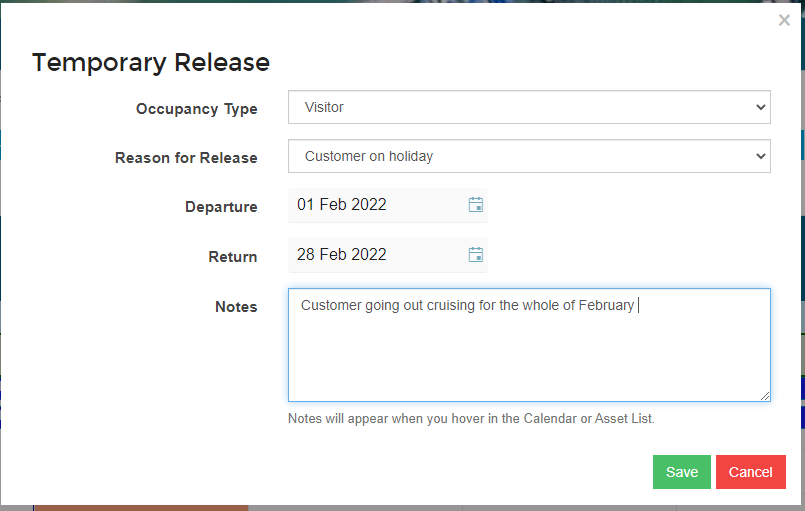 ×
Temporary Release
Occupancy Type Visitor
Reason for Release Customer on holiday
Departure 01 Feb 2022
Return 28 Feb 2022
Notes Customer going out cruising for the whole of February
Notes will appear when you hover in the Calendar or Asset List.
Save Cancel